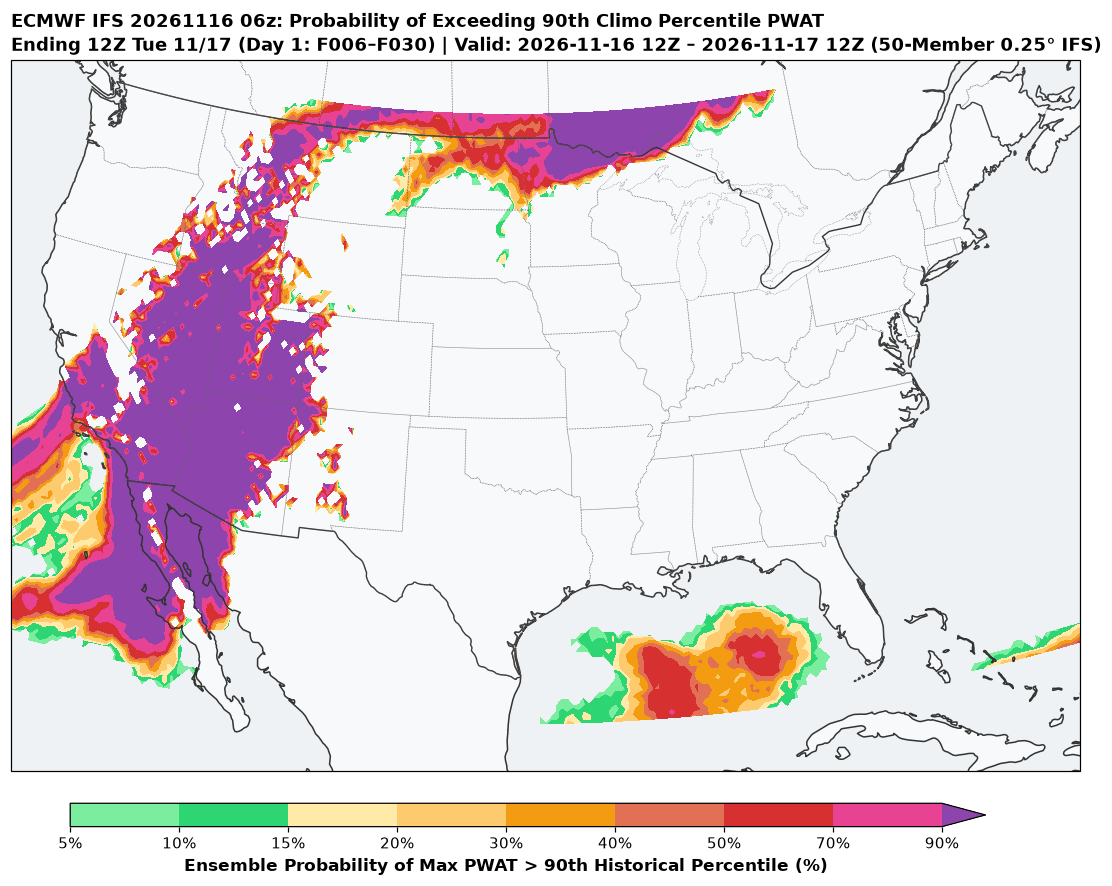 ECMWF IFS 20261116 06z: Probability of Exceeding 90th Climo Percentile PWAT
Ending 12Z Tue 11/17 (Day 1: F006–F030) | Valid: 2026-11-16 12Z – 2026-11-17 12Z (50-Member 0.25° IFS)
5% 10% 15% 20% 30% 40% 50% 70% 90%
Ensemble Probability of Max PWAT > 90th Historical Percentile (%)